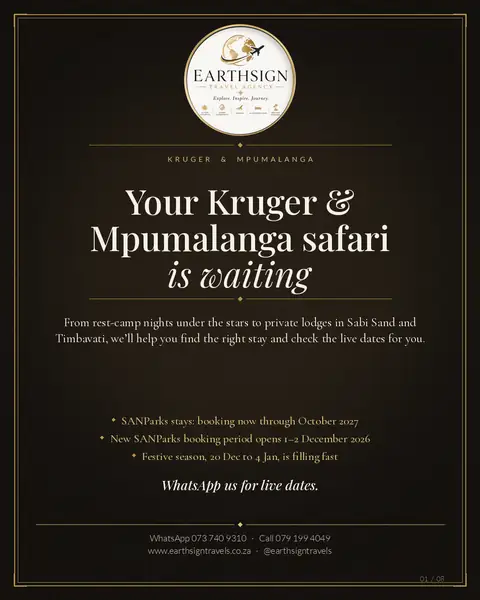 EARTHSIGN
TRAVEL AGENCY
Explore. Inspire. Journey.
KRUGER & MPUMALANGA
Your Kruger &
Mpumalanga safari
is waiting
From rest-camp nights under the stars to private lodges in Sabi Sand and
Timbavati, we'll help you find the right stay and check the live dates for you.
SANParks stays: booking now through October 2027
New SANParks booking period opens 1–2 December 2026
Festive season, 20 Dec to 4 Jan, is filling fast
WhatsApp us for live dates.
WhatsApp 073 740 9310 · Call 079 199 4049
www.earthsigntravels.co.za · @earthsigntravels
01 / 08